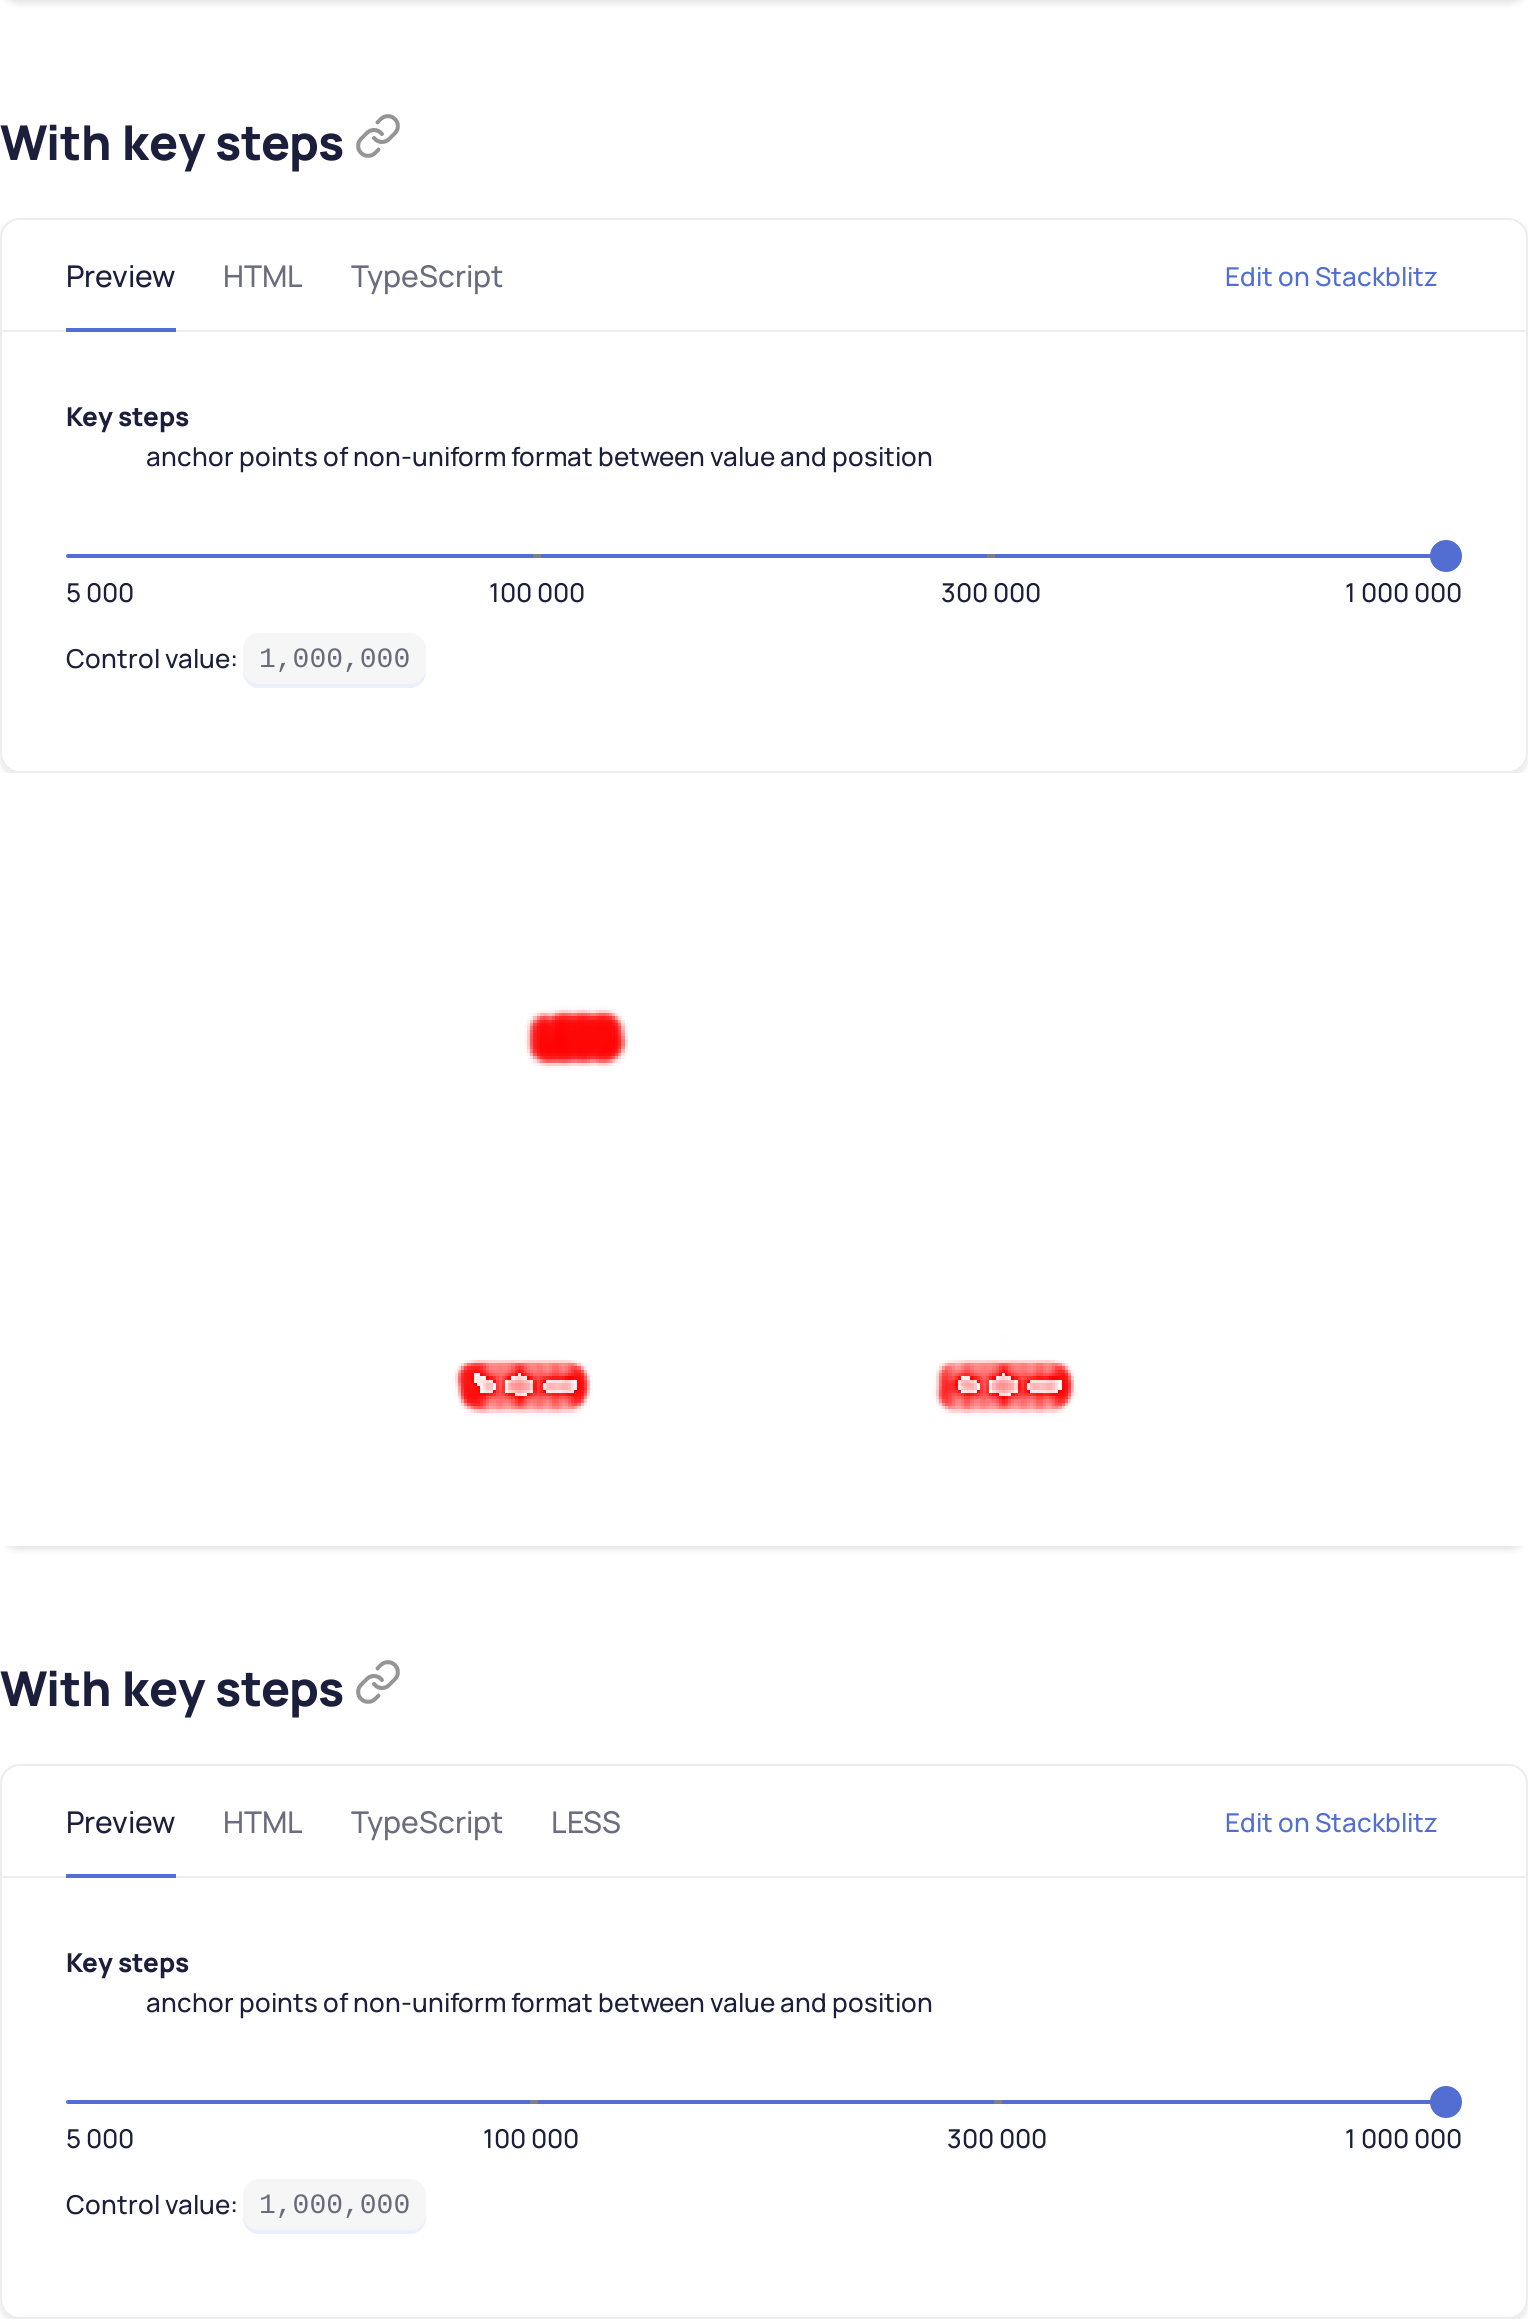 With key steps
Preview HTML TypeScript Edit on Stackblitz
Key steps
anchor points of non-uniform format between value and position
5 000 100 000 300 000 1 000 000
Control value: 1,000,000
With key steps
Preview HTML TypeScript LESS Edit on Stackblitz
Key steps
anchor points of non-uniform format between value and position
5 000 100 000 300 000 1 000 000
Control value: 1,000,000